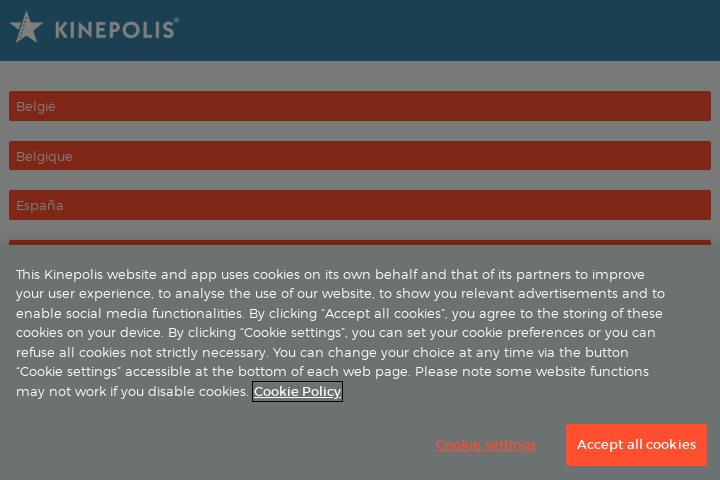 KINEPOLIS®
België
Belgique
España
This Kinepolis website and app uses cookies on its own behalf and that of its partners to improve
your user experience, to analyse the use of our website, to show you relevant advertisements and to
enable social media functionalities. By clicking “Accept all cookies”, you agree to the storing of these
cookies on your device. By clicking “Cookie settings”, you can set your cookie preferences or you can
refuse all cookies not strictly necessary. You can change your choice at any time via the button
“Cookie settings” accessible at the bottom of each web page. Please note some website functions
may not work if you disable cookies. Cookie Policy
Cookie settings
Accept all cookies